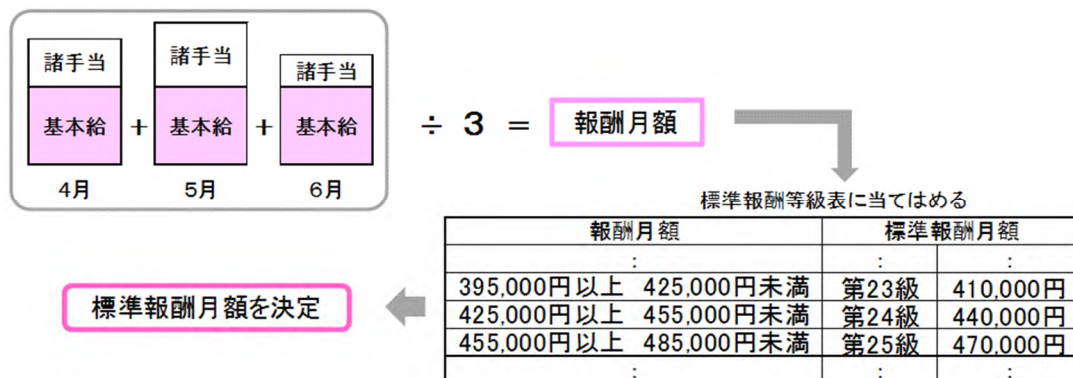 諸手当 諸手当 諸手当
基本給 + 基本給 + 基本給 ÷ 3 = 報酬月額
4月 5月 6月
標準報酬等級表に当てはめる
報酬月額 標準報酬月額
: : :
395,000円以上 425,000円未満 第23級 410,000円
425,000円以上 455,000円未満 第24級 440,000円
455,000円以上 485,000円未満 第25級 470,000円
: : :
標準報酬月額を決定